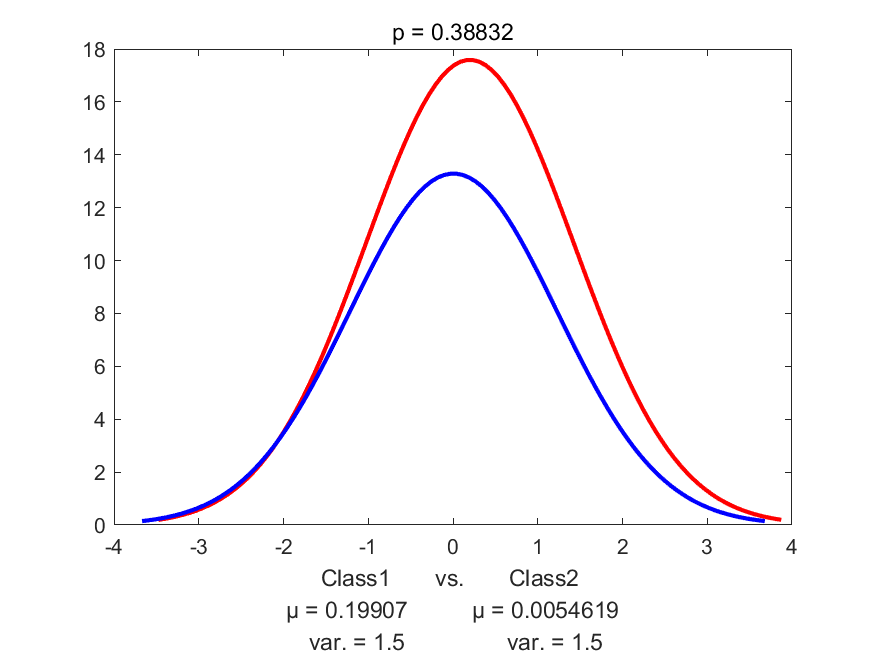 p = 0.38832
18
16
14
12
10
8
6
4
2
0
-4 -3 -2 -1 0 1 2 3 4
Class1 vs. Class2
μ = 0.19907 μ = 0.0054619
var. = 1.5 var. = 1.5